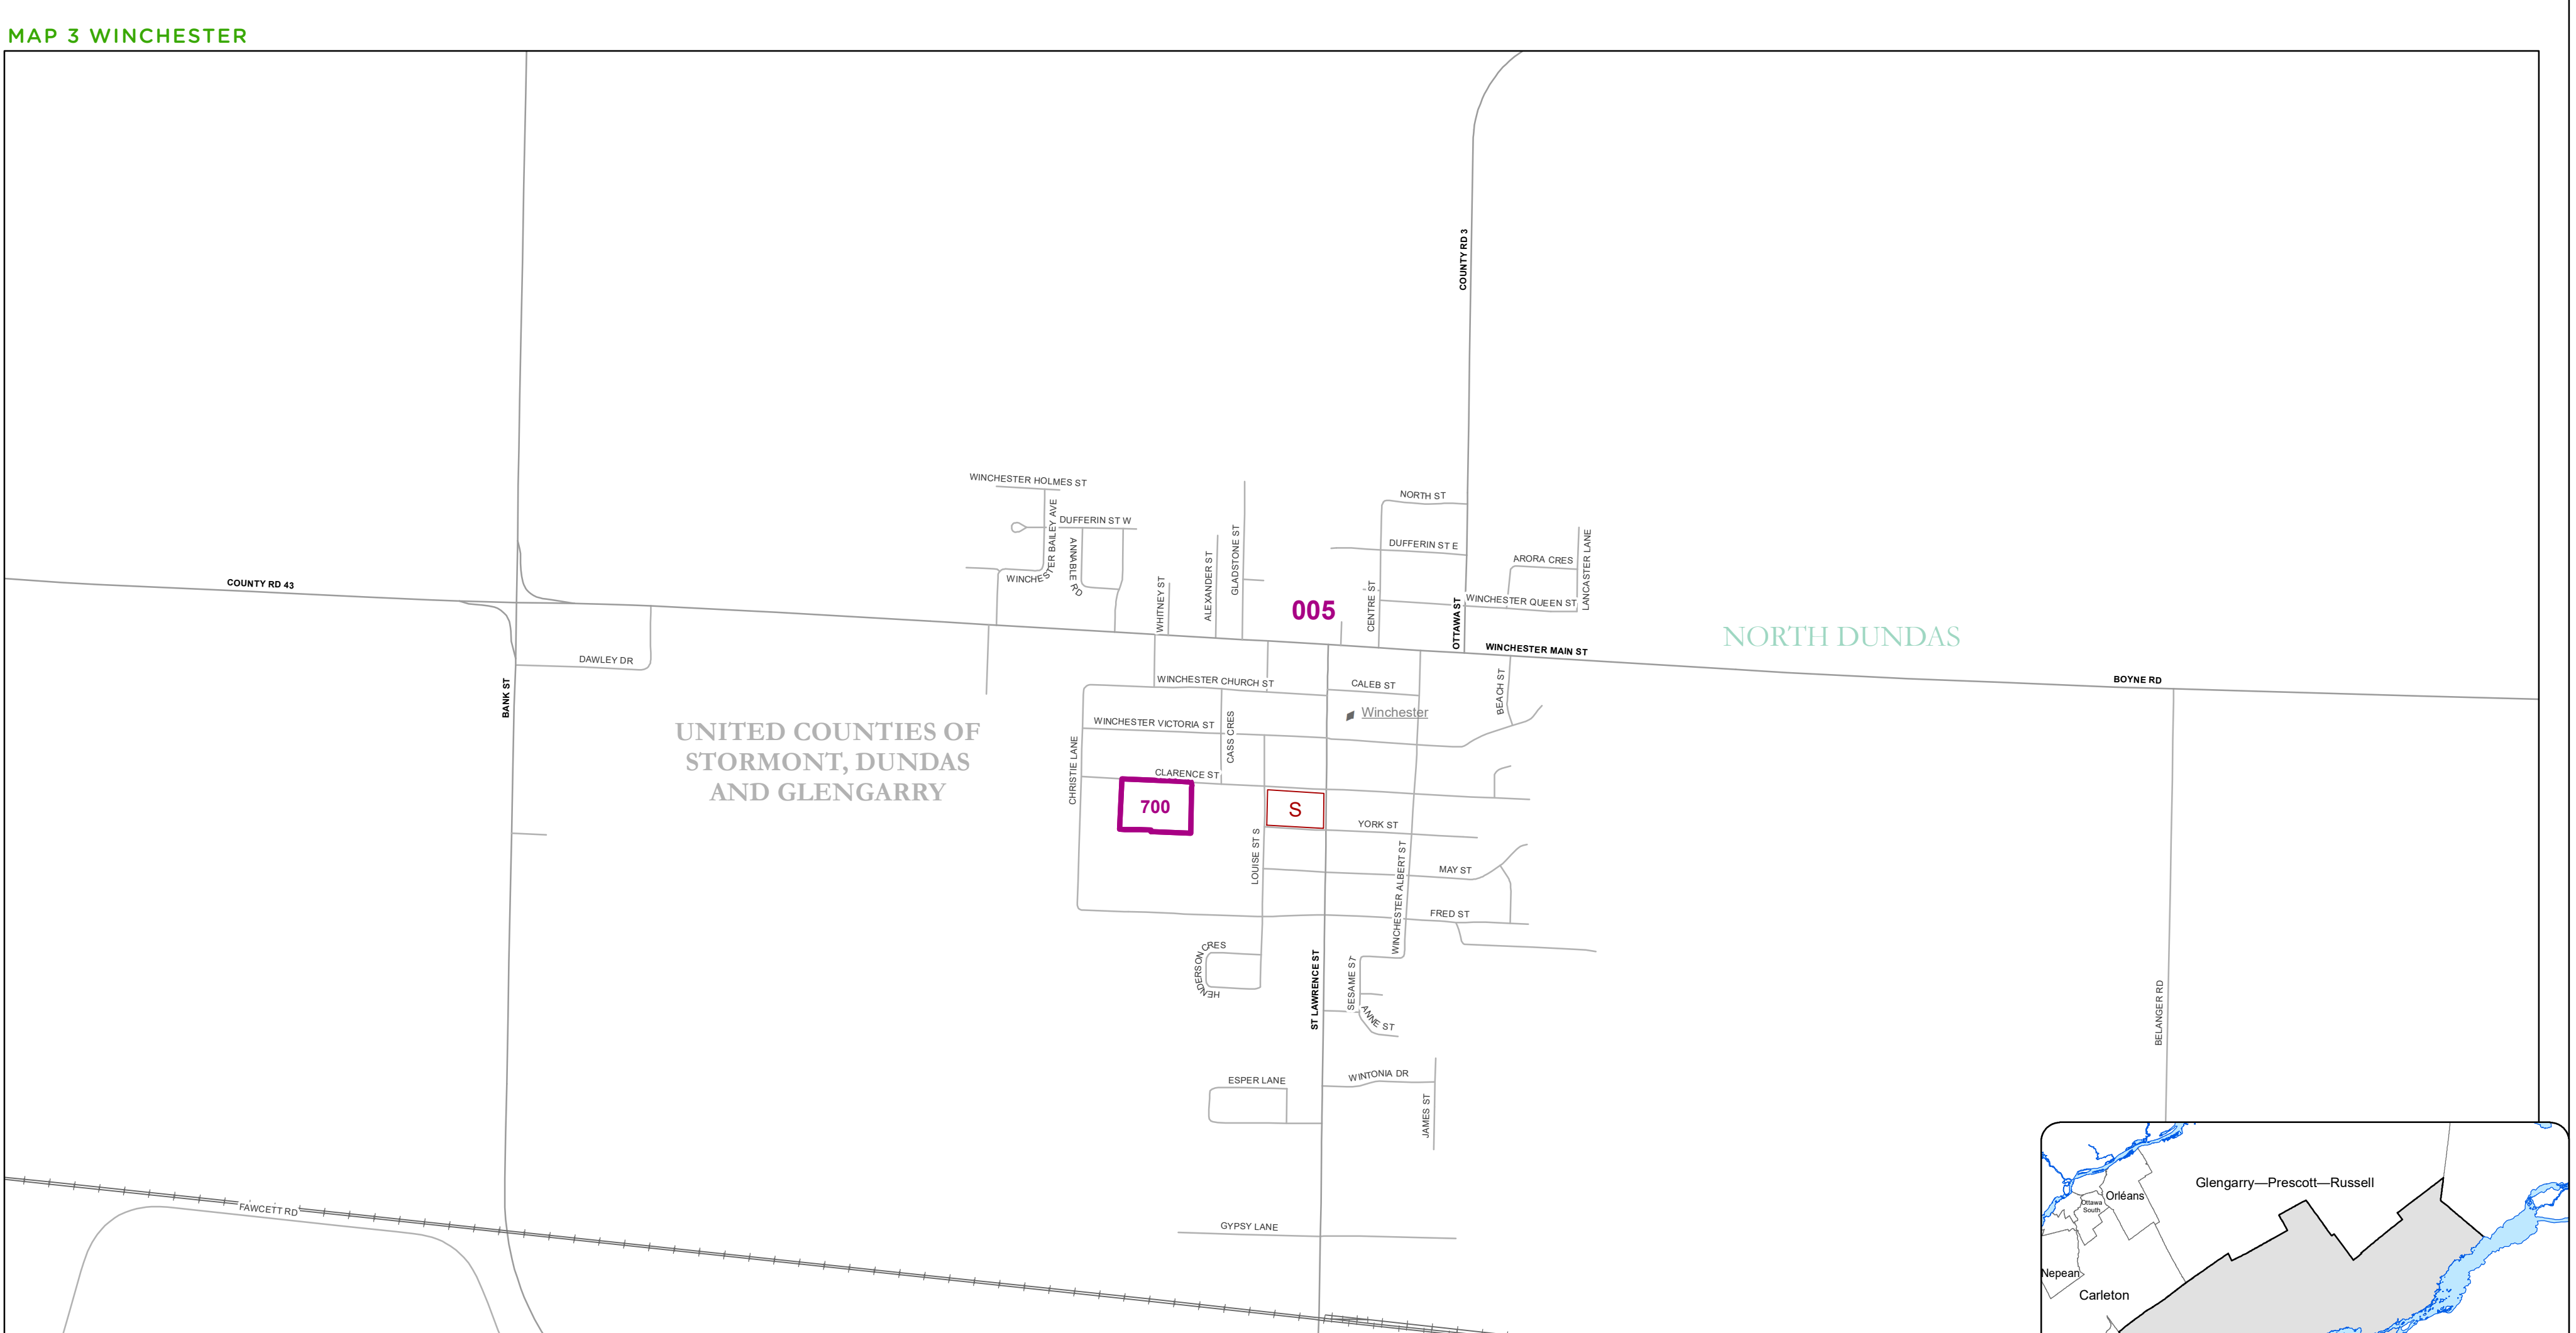 MAP 3 WINCHESTER
COUNTY RD 3
WINCHESTER HOLMES ST
NORTH ST
DUFFERIN ST W
WINCHESTER BAILEY AVE
ANNABLE RD
GLADSTONE ST
ALEXANDER ST
WHITNEY ST
DUFFERIN ST E
ARORA CRES
LANCASTER LANE
COUNTY RD 43
005
CENTRE ST
OTTAWA ST
WINCHESTER QUEEN ST
NORTH DUNDAS
WINCHESTER MAIN ST
DAWLEY DR
BANK ST
WINCHESTER CHURCH ST
CALEB ST
BEACH ST
BOYNE RD
Winchester
WINCHESTER VICTORIA ST
CASS CRES
UNITED COUNTIES OF
STORMONT, DUNDAS
AND GLENGARRY
CHRISTIE LANE
CLARENCE ST
700
S
YORK ST
LOUISE ST S
WINCHESTER ALBERT ST
MAY ST
FRED ST
HENDERSON CRES
ST LAWRENCE ST
SESAME ST
ANNE ST
BELANGER RD
ESPER LANE
WINTONIA DR
JAMES ST
FAWCETT RD
GYPSY LANE
Glengarry—Prescott—Russell
Orléans
Ottawa
South
Nepean
Carleton